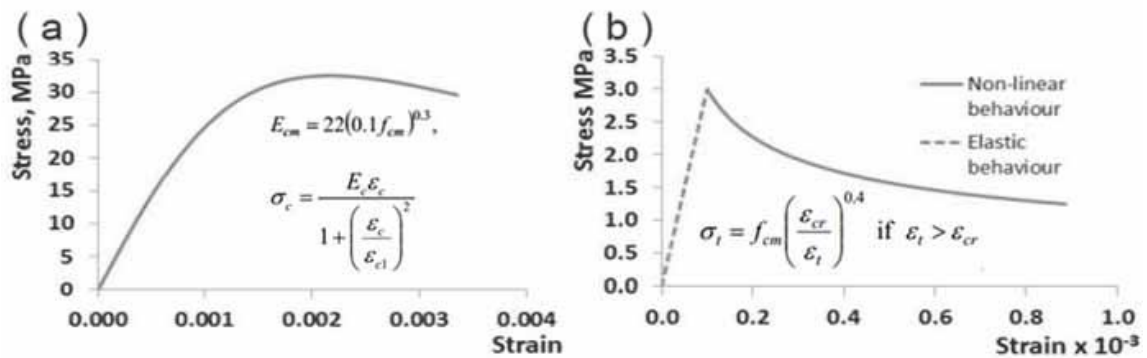 ( a )
Stress, MPa
35
30
25
20
15
10
5
0
E_cm = 22(0.1 f_cm)^0.3,
σ_c = E_c ε_c / (1 + (ε_c / ε_c1)^2)
0.000 0.001 0.002 0.003 0.004
Strain
( b )
Stress, MPa
3.5
3.0
2.5
2.0
1.5
1.0
0.5
0.0
Non-linear
behaviour
Elastic
behaviour
σ_t = f_cm (ε_cr / ε_t)^0.4 if ε_t > ε_cr
0.0 0.2 0.4 0.6 0.8 1.0
Strain x 10⁻³